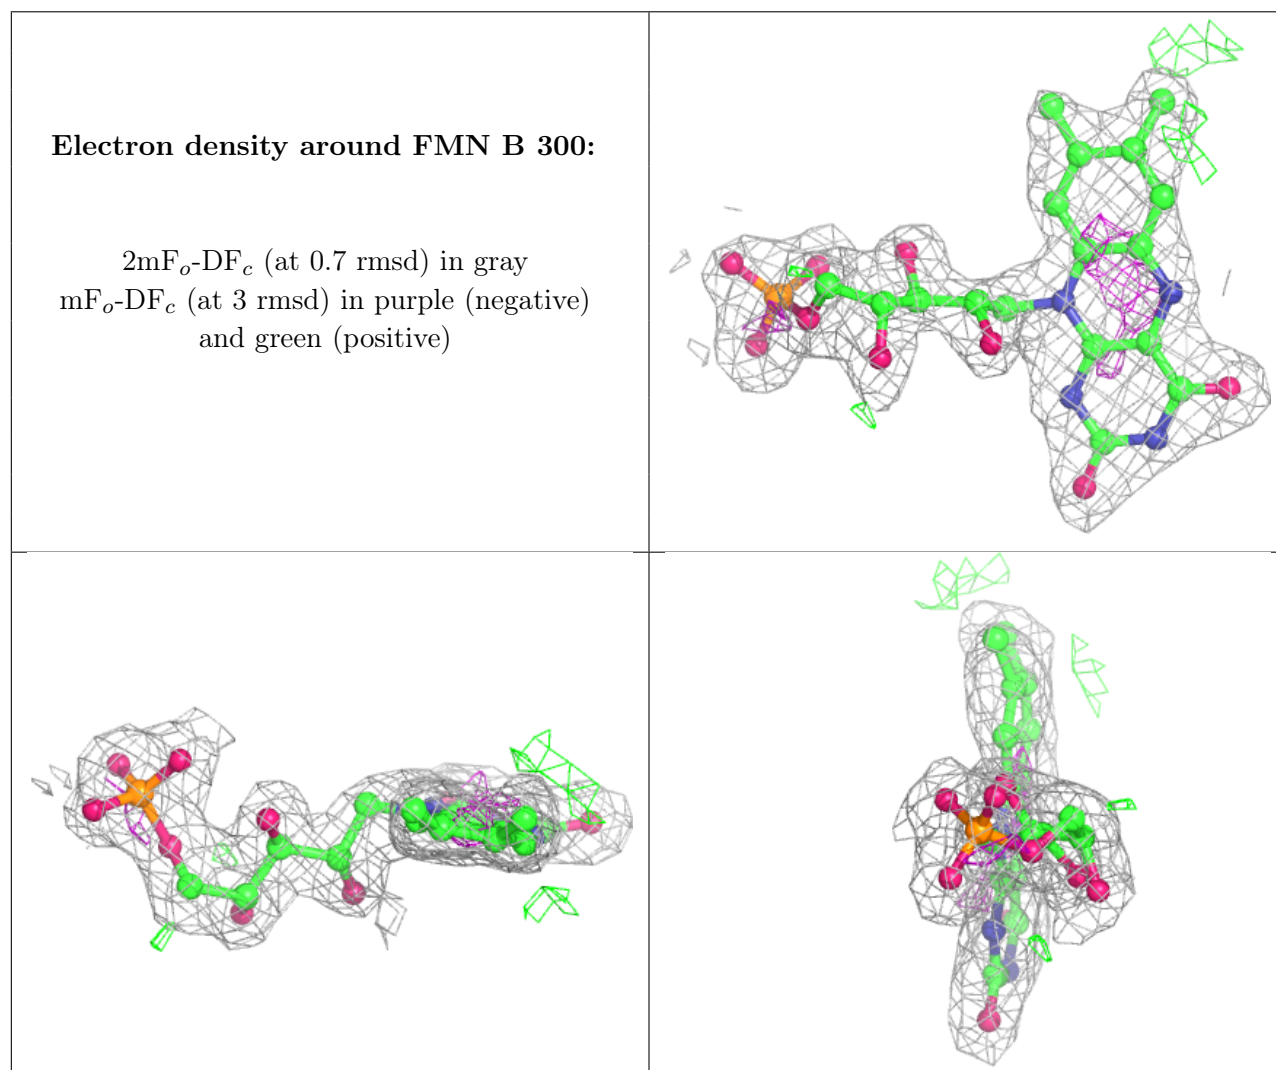 Electron density around FMN B 300:
2mFo-DFc (at 0.7 rmsd) in gray
mFo-DFc (at 3 rmsd) in purple (negative)
and green (positive)